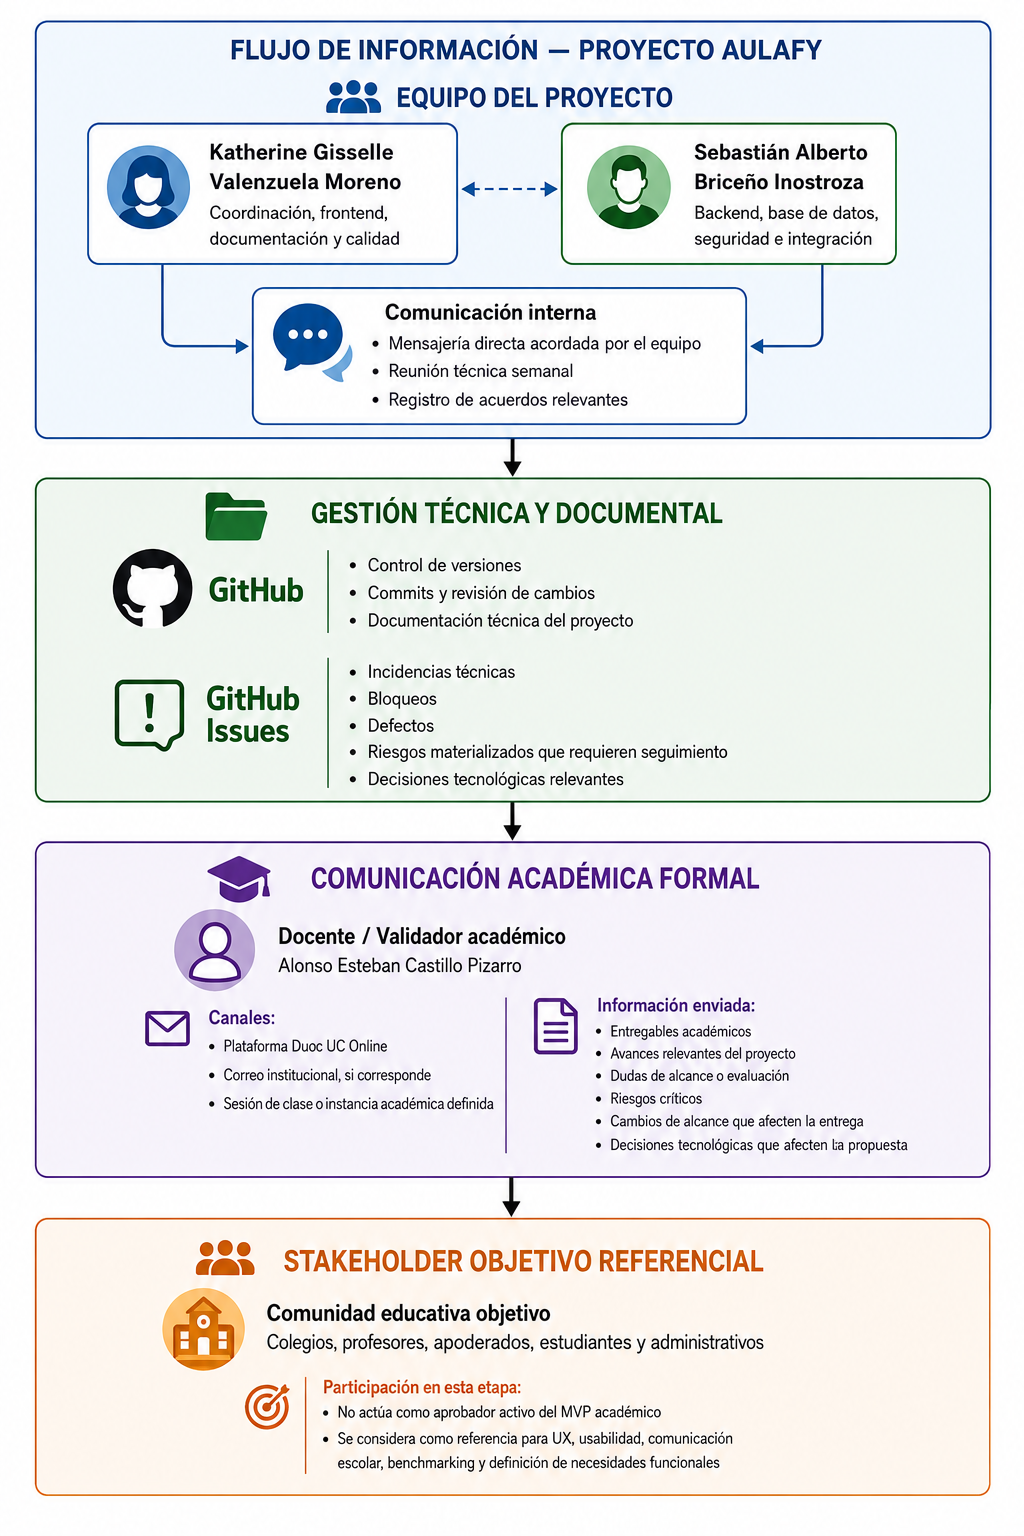 FLUJO DE INFORMACIÓN — PROYECTO AULAFY
EQUIPO DEL PROYECTO
Katherine Gisselle
Valenzuela Moreno
Coordinación, frontend,
documentación y calidad
Sebastián Alberto
Briceño Inostroza
Backend, base de datos,
seguridad e integración
Comunicación interna
• Mensajería directa acordada por el equipo
• Reunión técnica semanal
• Registro de acuerdos relevantes
GESTIÓN TÉCNICA Y DOCUMENTAL
GitHub
• Control de versiones
• Commits y revisión de cambios
• Documentación técnica del proyecto
GitHub
Issues
• Incidencias técnicas
• Bloqueos
• Defectos
• Riesgos materializados que requieren seguimiento
• Decisiones tecnológicas relevantes
COMUNICACIÓN ACADÉMICA FORMAL
Docente / Validador académico
Alonso Esteban Castillo Pizarro
Canales:
• Plataforma Duoc UC Online
• Correo institucional, si corresponde
• Sesión de clase o instancia académica definida
Información enviada:
• Entregables académicos
• Avances relevantes del proyecto
• Dudas de alcance o evaluación
• Riesgos críticos
• Cambios de alcance que afecten la entrega
• Decisiones tecnológicas que afecten la propuesta
STAKEHOLDER OBJETIVO REFERENCIAL
Comunidad educativa objetivo
Colegios, profesores, apoderados, estudiantes y administrativos
Participación en esta etapa:
• No actúa como aprobador activo del MVP académico
• Se considera como referencia para UX, usabilidad, comunicación
escolar, benchmarking y definición de necesidades funcionales